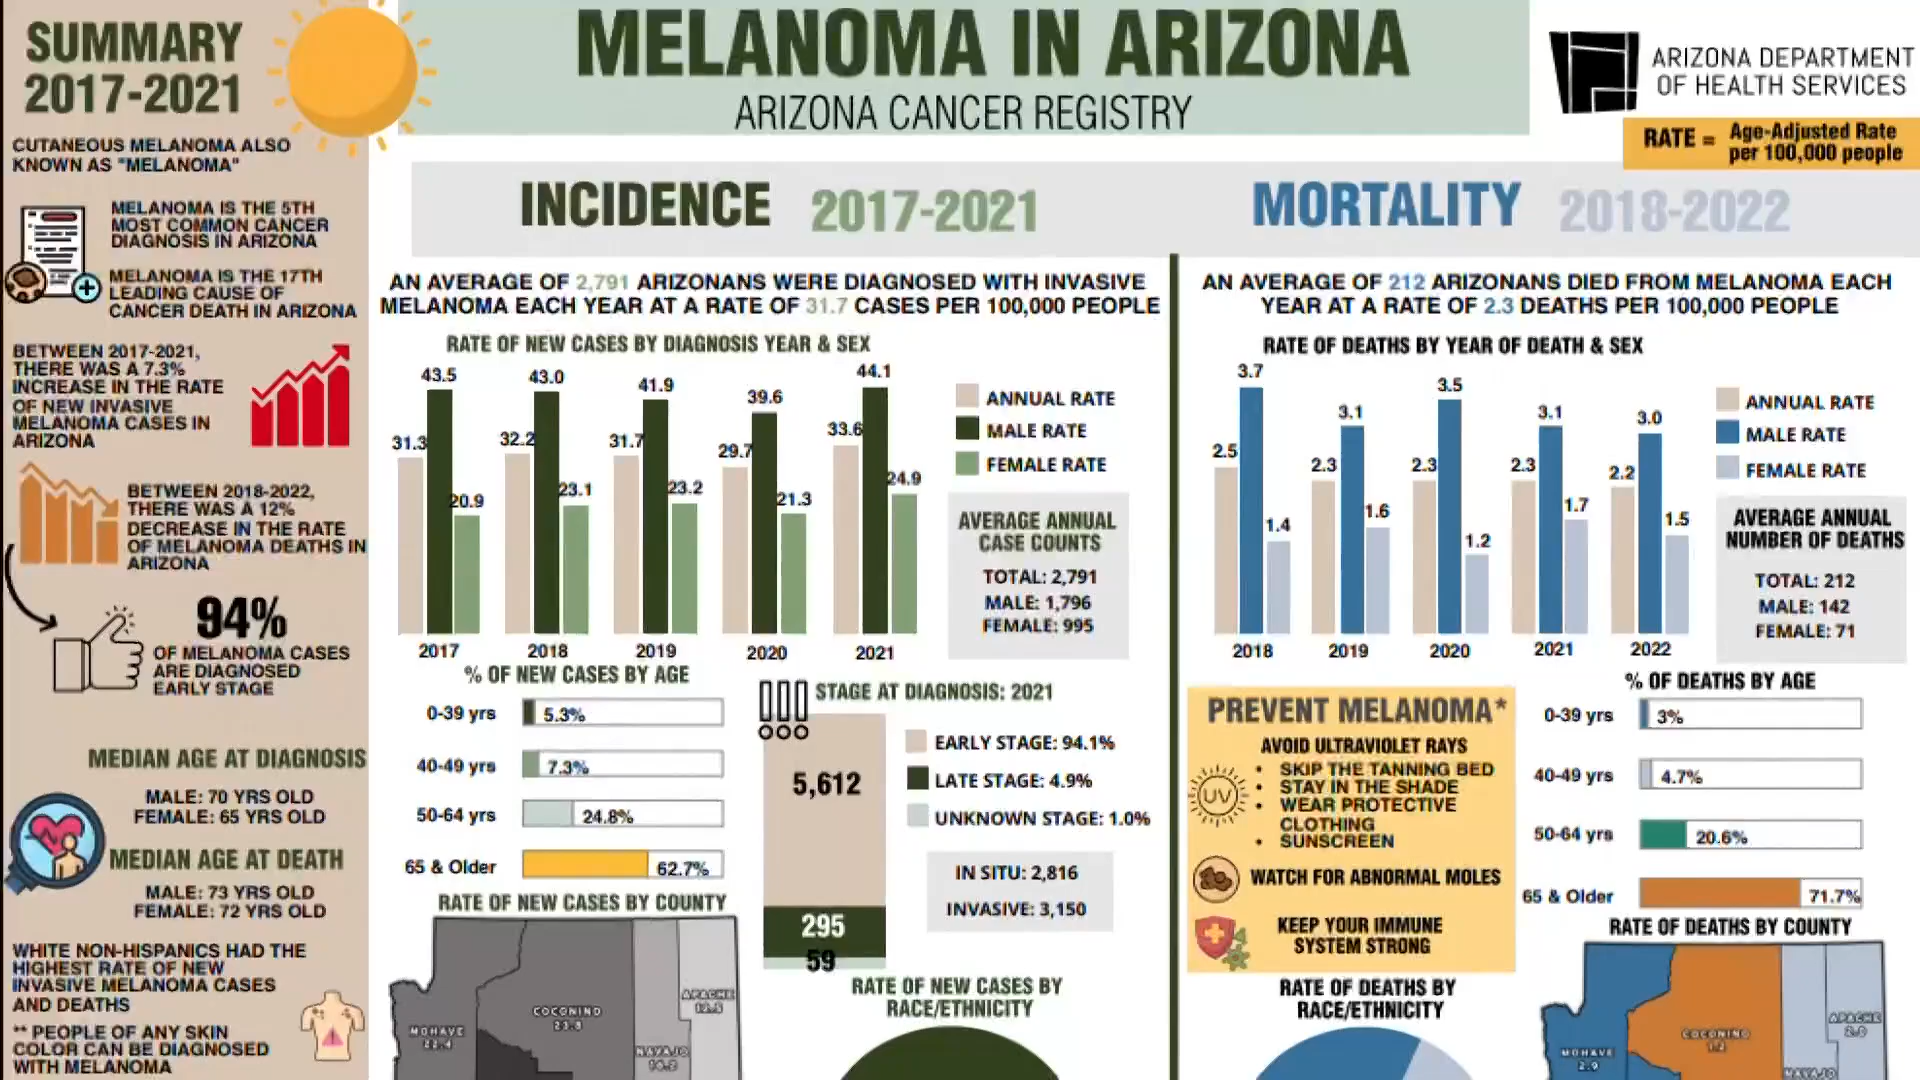 SUMMARY
2017-2021
CUTANEOUS MELANOMA ALSO
KNOWN AS "MELANOMA"
MELANOMA IS THE 5TH
MOST COMMON CANCER
DIAGNOSIS IN ARIZONA
MELANOMA IS THE 17TH
LEADING CAUSE OF
CANCER DEATH IN ARIZONA
BETWEEN 2017-2021,
THERE WAS A 7.3%
INCREASE IN THE RATE
OF NEW INVASIVE
MELANOMA CASES IN
ARIZONA
BETWEEN 2018-2022,
THERE WAS A 12%
DECREASE IN THE RATE
OF MELANOMA DEATHS IN
ARIZONA
94%
OF MELANOMA CASES
ARE DIAGNOSED
EARLY STAGE
MEDIAN AGE AT DIAGNOSIS
MALE: 70 YRS OLD
FEMALE: 65 YRS OLD
MEDIAN AGE AT DEATH
MALE: 73 YRS OLD
FEMALE: 72 YRS OLD
WHITE NON-HISPANICS HAD THE
HIGHEST RATE OF NEW
INVASIVE MELANOMA CASES
AND DEATHS
** PEOPLE OF ANY SKIN
COLOR CAN BE DIAGNOSED
WITH MELANOMA
MELANOMA IN ARIZONA
ARIZONA CANCER REGISTRY
ARIZONA DEPARTMENT
OF HEALTH SERVICES
RATE = Age-Adjusted Rate
per 100,000 people
INCIDENCE 2017-2021
AN AVERAGE OF 2,791 ARIZONANS WERE DIAGNOSED WITH INVASIVE
MELANOMA EACH YEAR AT A RATE OF 31.7 CASES PER 100,000 PEOPLE
RATE OF NEW CASES BY DIAGNOSIS YEAR & SEX
31.3 43.5 20.9
32.2 43.0 23.1
31.7 41.9 23.2
29.7 39.6 21.3
33.6 44.1 24.9
2017 2018 2019 2020 2021
ANNUAL RATE
MALE RATE
FEMALE RATE
AVERAGE ANNUAL
CASE COUNTS
TOTAL: 2,791
MALE: 1,796
FEMALE: 995
% OF NEW CASES BY AGE
0-39 yrs 5.3%
40-49 yrs 7.3%
50-64 yrs 24.8%
65 & Older 62.7%
STAGE AT DIAGNOSIS: 2021
5,612
295
59
EARLY STAGE: 94.1%
LATE STAGE: 4.9%
UNKNOWN STAGE: 1.0%
IN SITU: 2,816
INVASIVE: 3,150
RATE OF NEW CASES BY COUNTY
MOHAVE
COCONINO
APACHE
NAVAJO
RATE OF NEW CASES BY
RACE/ETHNICITY
MORTALITY 2018-2022
AN AVERAGE OF 212 ARIZONANS DIED FROM MELANOMA EACH
YEAR AT A RATE OF 2.3 DEATHS PER 100,000 PEOPLE
RATE OF DEATHS BY YEAR OF DEATH & SEX
2.5 3.7 1.4
2.3 3.1 1.6
2.3 3.5 1.2
2.3 3.1 1.7
2.2 3.0 1.5
2018 2019 2020 2021 2022
ANNUAL RATE
MALE RATE
FEMALE RATE
AVERAGE ANNUAL
NUMBER OF DEATHS
TOTAL: 212
MALE: 142
FEMALE: 71
PREVENT MELANOMA*
AVOID ULTRAVIOLET RAYS
UV
• SKIP THE TANNING BED
• STAY IN THE SHADE
• WEAR PROTECTIVE
CLOTHING
• SUNSCREEN
WATCH FOR ABNORMAL MOLES
KEEP YOUR IMMUNE
SYSTEM STRONG
% OF DEATHS BY AGE
0-39 yrs 3%
40-49 yrs 4.7%
50-64 yrs 20.6%
65 & Older 71.7%
RATE OF DEATHS BY
RACE/ETHNICITY
RATE OF DEATHS BY COUNTY
MOHAVE
COCONINO
APACHE
NAVAJO